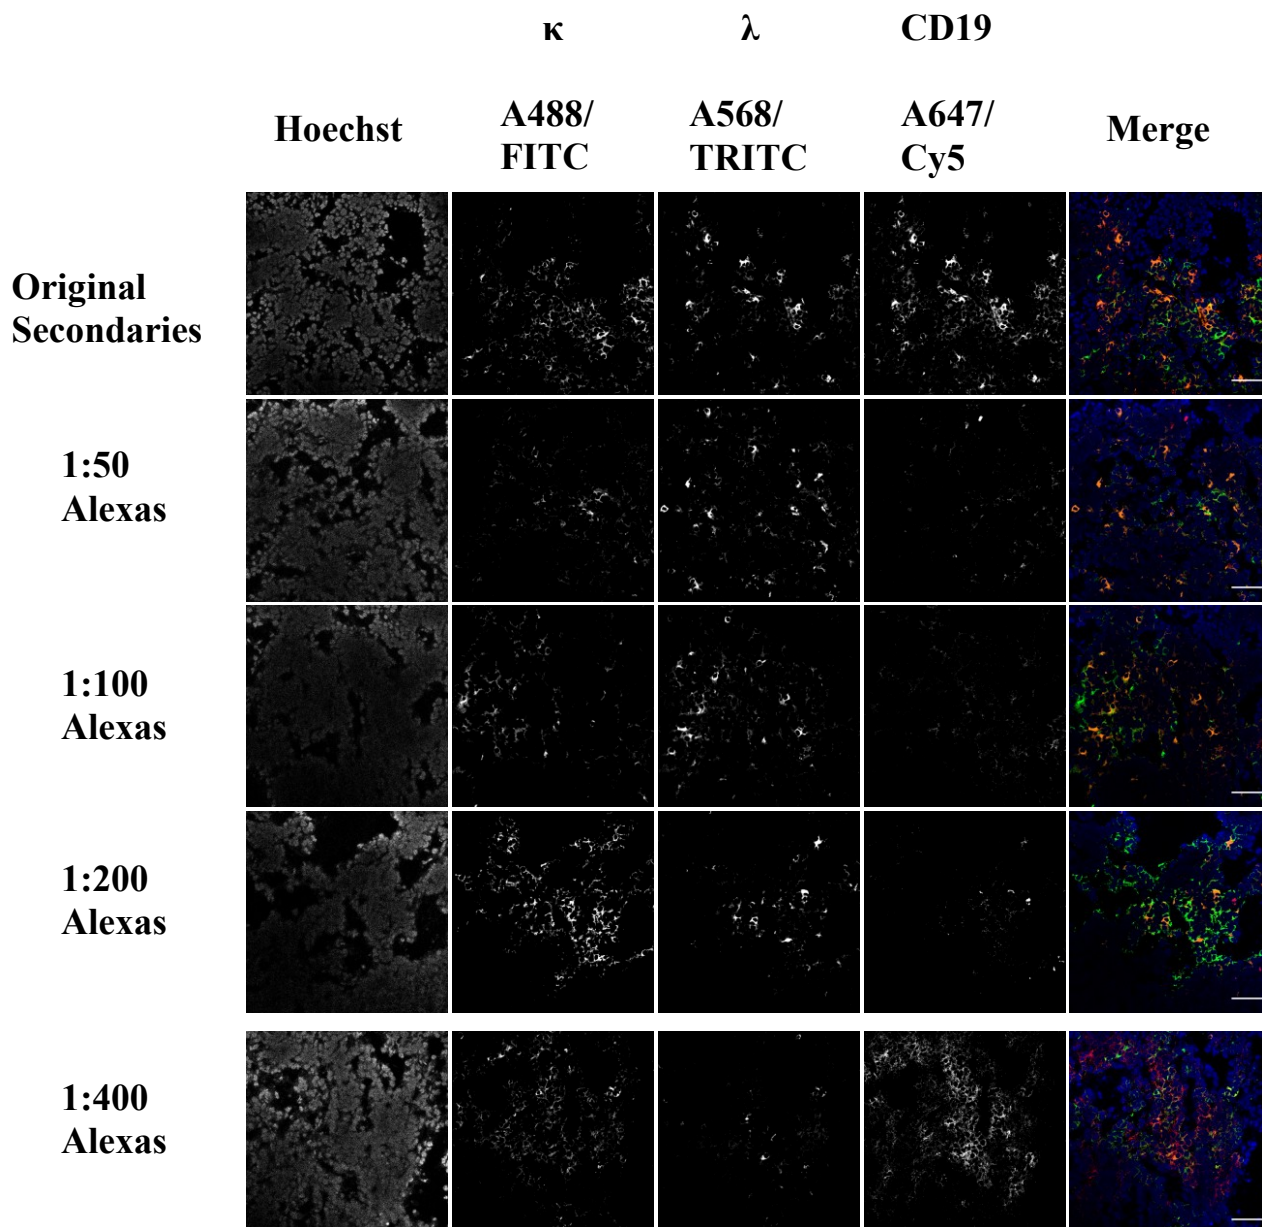 κ λ CD19
Hoechst A488/ A568/ A647/ Merge
FITC TRITC Cy5
Original
Secondaries
1:50
Alexas
1:100
Alexas
1:200
Alexas
1:400
Alexas